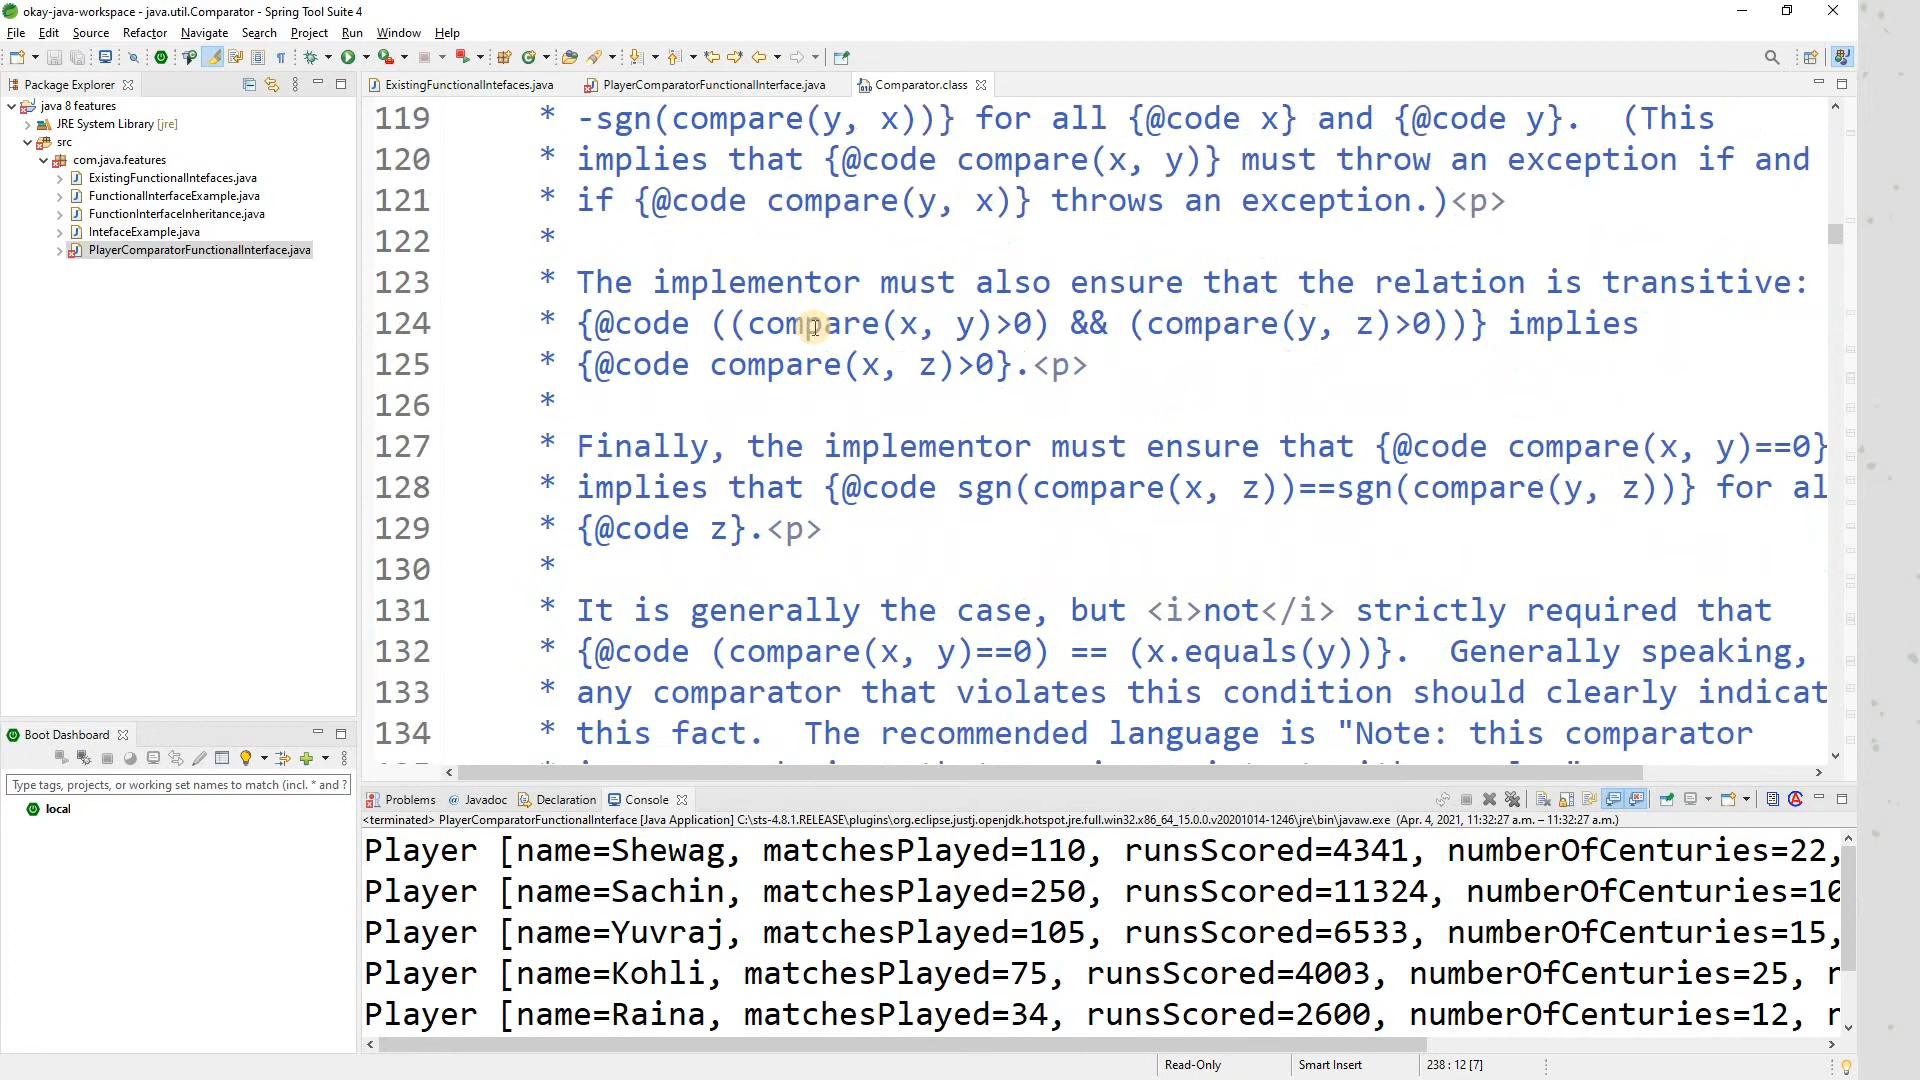 okay-java-workspace - java.util.Comparator - Spring Tool Suite 4
File Edit Source Refactor Navigate Search Project Run Window Help
Package Explorer
ExistingFunctionalIntefaces.java
PlayerComparatorFunctionalInterface.java
Comparator.class
java 8 features
JRE System Library [jre]
src
com.java.features
ExistingFunctionalIntefaces.java
FunctionalInterfaceExample.java
FunctionInterfaceInheritance.java
IntefaceExample.java
PlayerComparatorFunctionalInterface.java
119 * -sgn(compare(y, x))} for all {@code x} and {@code y}. (This
120 * implies that {@code compare(x, y)} must throw an exception if and
121 * if {@code compare(y, x)} throws an exception.)<p>
122 *
123 * The implementor must also ensure that the relation is transitive:
124 * {@code ((compare(x, y)>0) && (compare(y, z)>0))} implies
125 * {@code compare(x, z)>0}.<p>
126 *
127 * Finally, the implementor must ensure that {@code compare(x, y)==0}
128 * implies that {@code sgn(compare(x, z))==sgn(compare(y, z))} for al
129 * {@code z}.<p>
130 *
131 * It is generally the case, but <i>not</i> strictly required that
132 * {@code (compare(x, y)==0) == (x.equals(y))}. Generally speaking,
133 * any comparator that violates this condition should clearly indicat
134 * this fact. The recommended language is "Note: this comparator
Boot Dashboard
Type tags, projects, or working set names to match (incl. * and ?
local
Problems Javadoc Declaration Console
<terminated> PlayerComparatorFunctionalInterface [Java Application] C:\sts-4.8.1.RELEASE\plugins\org.eclipse.justj.openjdk.hotspot.jre.full.win32.x86_64_15.0.0.v20201014-1246\jre\bin\javaw.exe (Apr. 4, 2021, 11:32:27 a.m. – 11:32:27 a.m.)
Player [name=Shewag, matchesPlayed=110, runsScored=4341, numberOfCenturies=22,
Player [name=Sachin, matchesPlayed=250, runsScored=11324, numberOfCenturies=10
Player [name=Yuvraj, matchesPlayed=105, runsScored=6533, numberOfCenturies=15,
Player [name=Kohli, matchesPlayed=75, runsScored=4003, numberOfCenturies=25, r
Player [name=Raina, matchesPlayed=34, runsScored=2600, numberOfCenturies=12, r
Read-Only Smart Insert 238 : 12 [7]